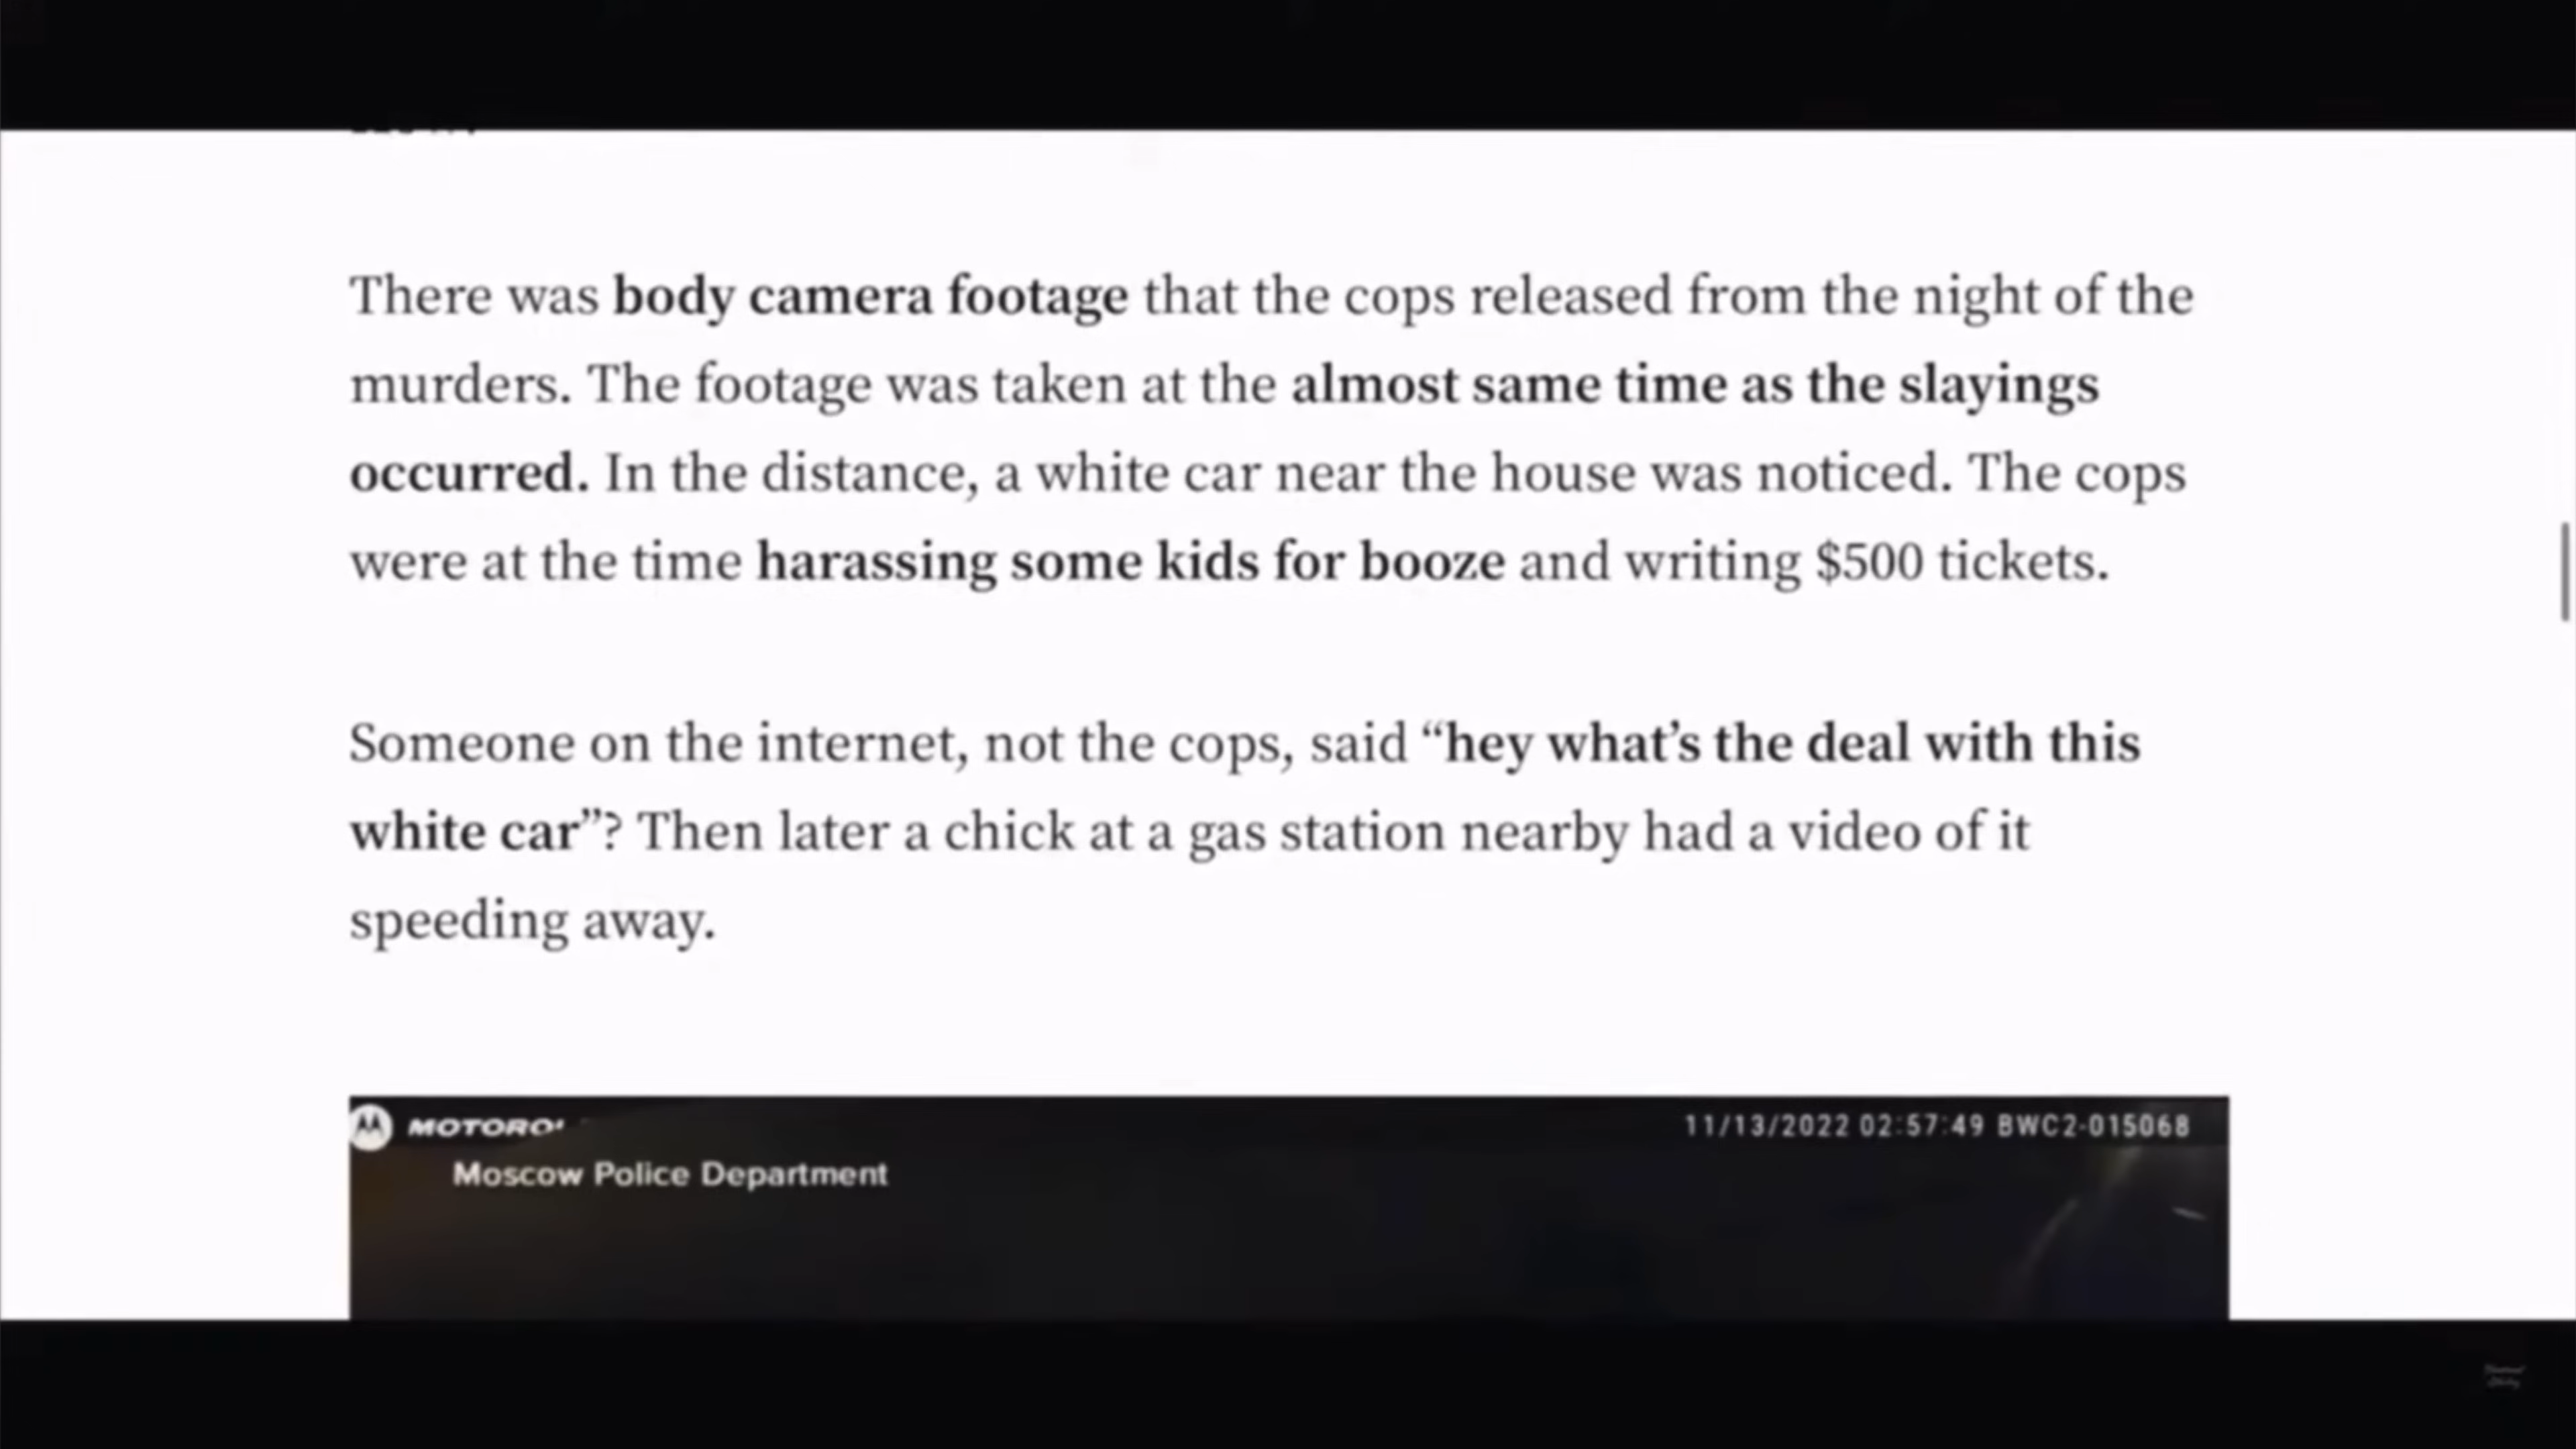 There was body camera footage that the cops released from the night of the
murders. The footage was taken at the almost same time as the slayings
occurred. In the distance, a white car near the house was noticed. The cops
were at the time harassing some kids for booze and writing $500 tickets.
Someone on the internet, not the cops, said “hey what’s the deal with this
white car”? Then later a chick at a gas station nearby had a video of it
speeding away.
11/13/2022 02:57:49 BWC2-015068
Moscow Police Department